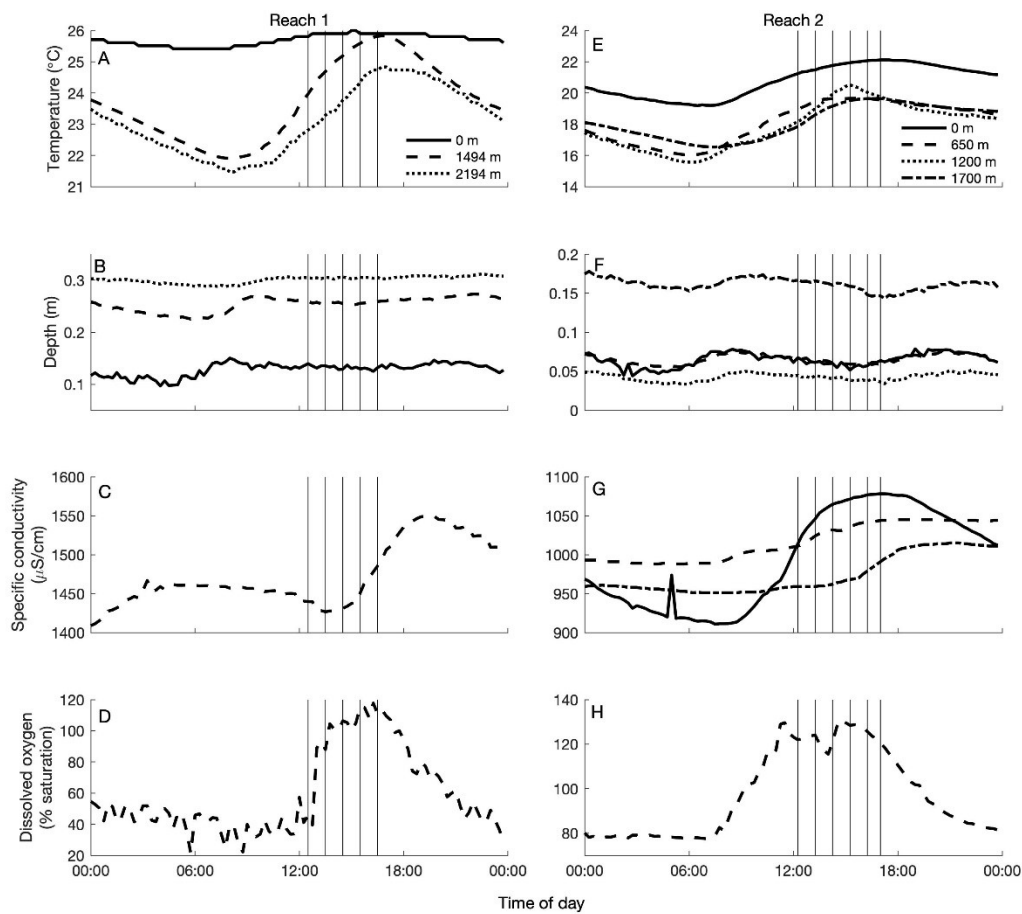 Reach 1
Reach 2
26
25
24
23
22
21
Temperature (°C)
A
0 m
1494 m
2194 m
24
22
20
18
16
14
Temperature (°C)
E
0 m
650 m
1200 m
1700 m
0.3
0.2
0.1
Depth (m)
B
0.2
0.15
0.1
0.05
0
Depth (m)
F
1600
1550
1500
1450
1400
Specific conductivity
(μS/cm)
C
1100
1050
1000
950
900
G
120
100
80
60
40
20
Dissolved oxygen
(% saturation)
D
00:00 06:00 12:00 18:00 00:00
140
120
100
80
H
00:00 06:00 12:00 18:00 00:00
Time of day